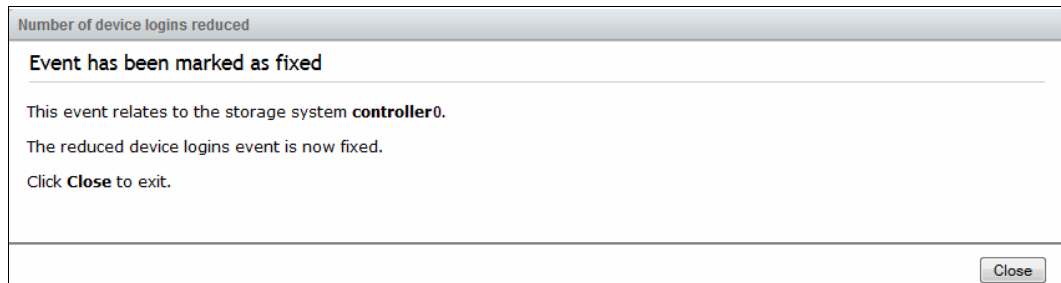 Number of device logins reduced
Event has been marked as fixed
This event relates to the storage system controller0.
The reduced device logins event is now fixed.
Click Close to exit.
Close